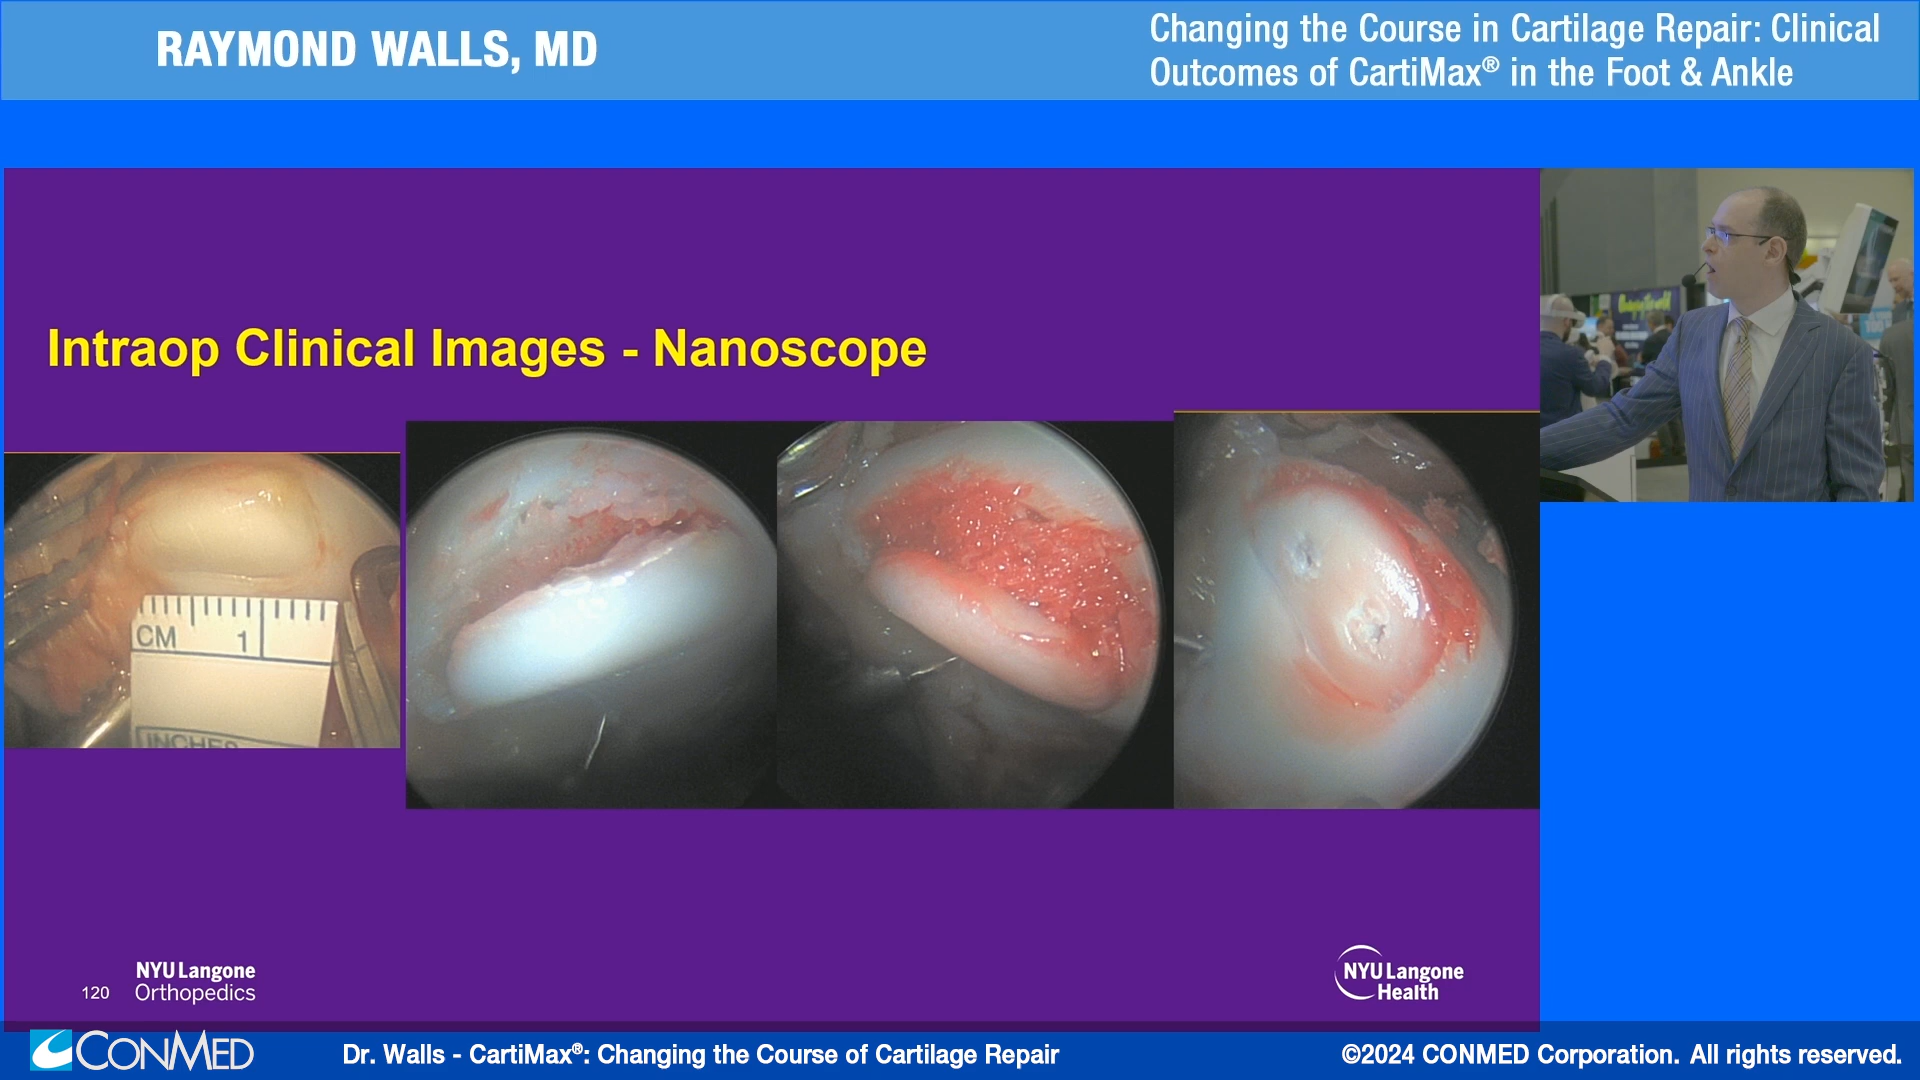 RAYMOND WALLS, MD
Changing the Course in Cartilage Repair: Clinical
Outcomes of CartiMax® in the Foot & Ankle
Intraop Clinical Images - Nanoscope
CM 1
INCHES
120
NYU Langone
Orthopedics
NYU Langone
Health
CONMED
Dr. Walls - CartiMax®: Changing the Course of Cartilage Repair
©2024 CONMED Corporation. All rights reserved.